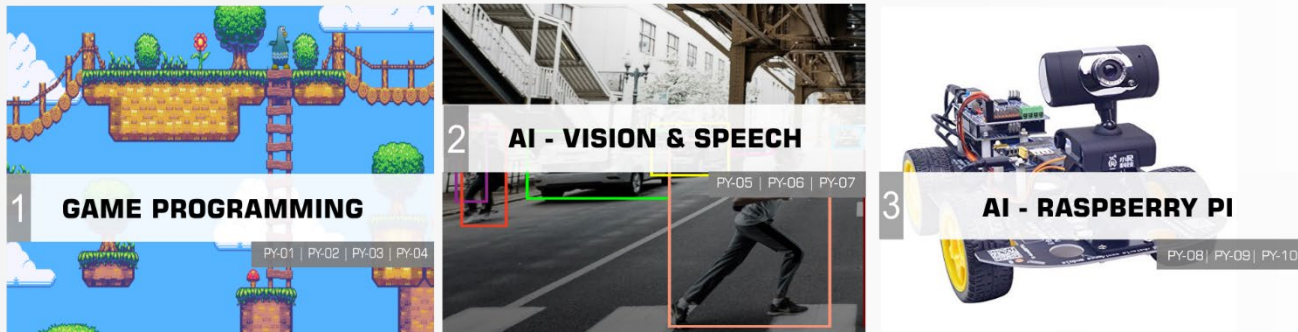 1
GAME PROGRAMMING
PY-01 | PY-02 | PY-03 | PY-04
2
AI - VISION & SPEECH
PY-05 | PY-06 | PY-07
3
AI - RASPBERRY PI
PY-08| PY-09| PY-10